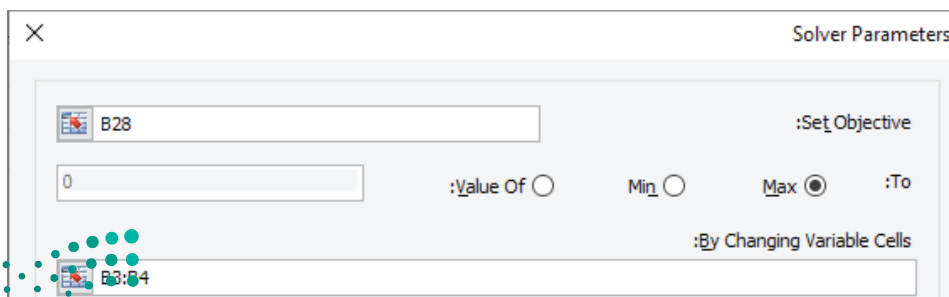 Solver Parameters
:Set Objective
B28
:To
Max
Min
:Value Of
0
:By Changing Variable Cells
B3:B4